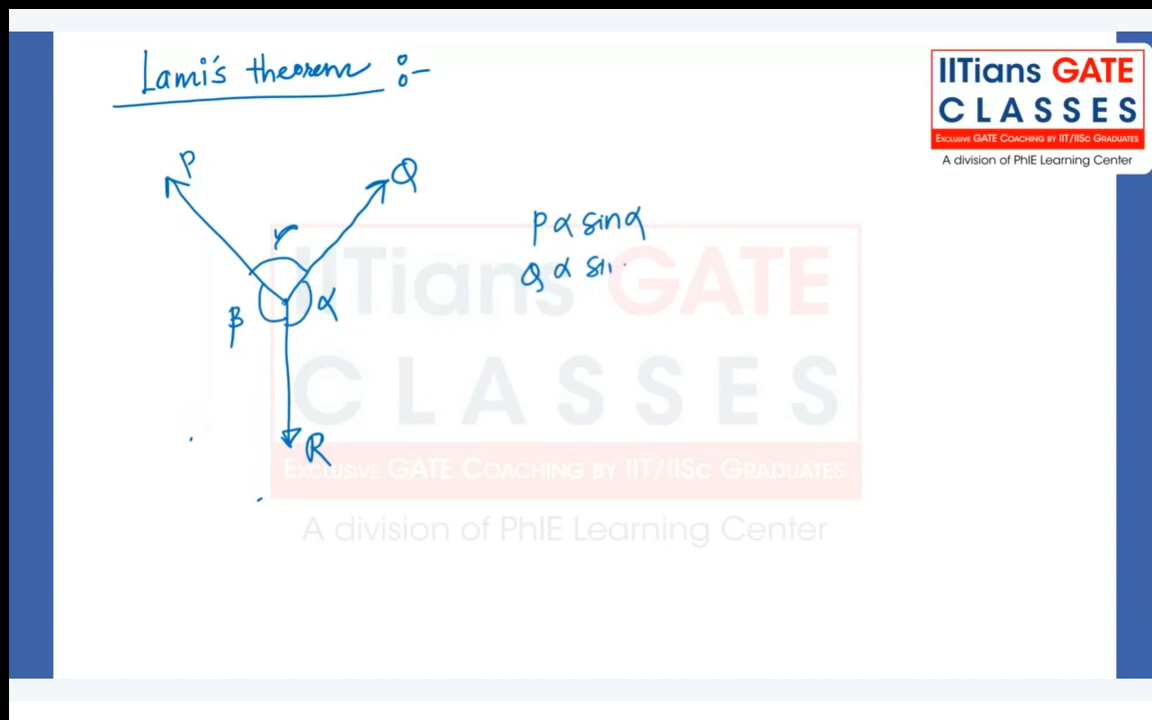 Lami's theorem :-
IITians GATE
CLASSES
EXCLUSIVE GATE COACHING BY IIT/IISC GRADUATES
A division of PhIE Learning Center
P
Q
γ
P α sinα
Q α sin
β
α
R
IITians GATE
CLASSES
EXCLUSIVE GATE COACHING BY IIT/IISc GRADUATES
A division of PhIE Learning Center